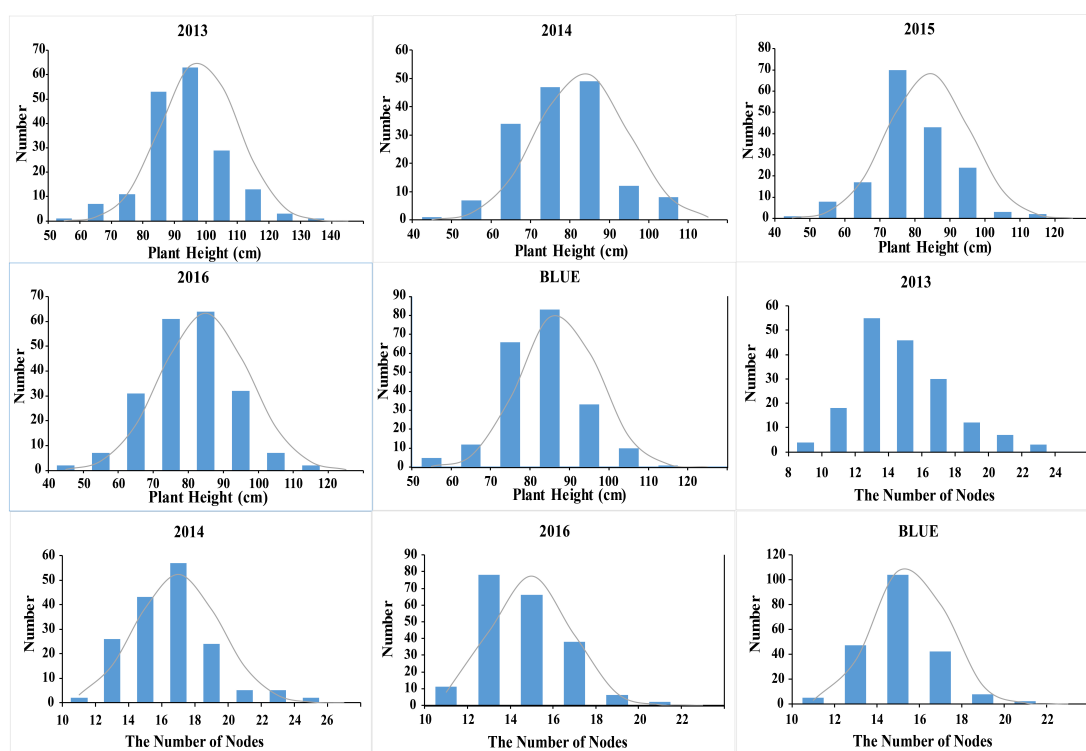 2013
70
60
50
40
30
20
10
0
Number
50 60 70 80 90 100 110 120 130 140
Plant Height (cm)
2014
60
50
40
30
20
10
0
Number
40 50 60 70 80 90 100 110
Plant Height (cm)
2015
80
70
60
50
40
30
20
10
0
Number
40 50 60 70 80 90 100 110 120
Plant Height (cm)
2016
70
60
50
40
30
20
10
0
Number
40 50 60 70 80 90 100 110 120
Plant Height (cm)
BLUE
90
80
70
60
50
40
30
20
10
0
Number
50 60 70 80 90 100 110 120
Plant Height (cm)
2013
60
50
40
30
20
10
0
Number
8 10 12 14 16 18 20 22 24
The Number of Nodes
2014
60
50
40
30
20
10
0
Number
10 12 14 16 18 20 22 24 26
The Number of Nodes
2016
90
80
70
60
50
40
30
20
10
0
Number
10 12 14 16 18 20 22
The Number of Nodes
BLUE
120
100
80
60
40
20
0
Number
10 12 14 16 18 20 22
The Number of Nodes